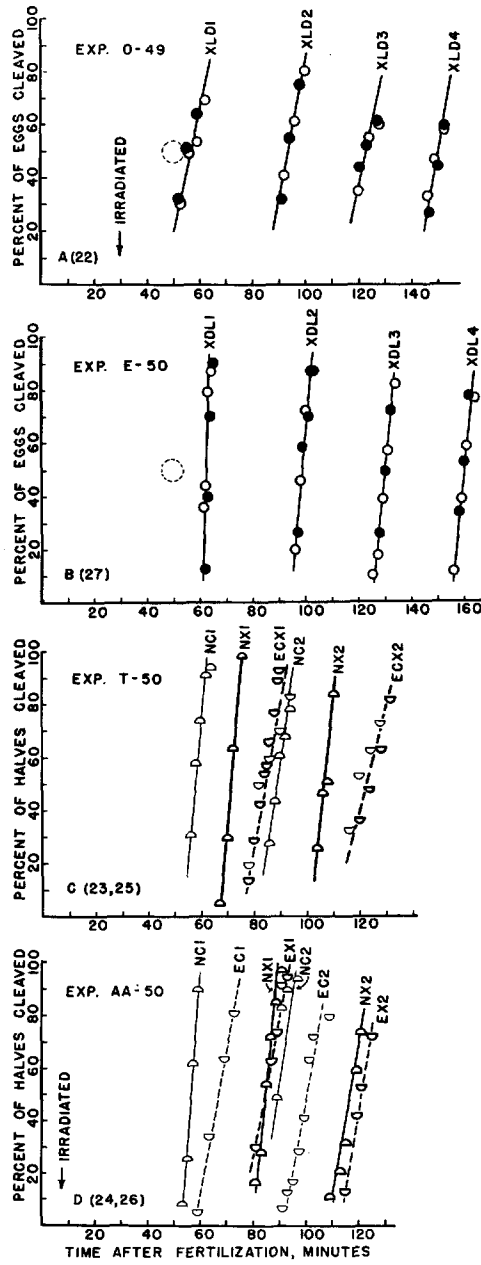 EXP. O-49
XLD1
XLD2
XLD3
XLD4
PERCENT OF EGGS CLEAVED
100
80
60
40
20
IRRADIATED
A (22)
20 40 60 80 100 120 140
EXP. E-50
XDL1
XDL2
XDL3
XDL4
PERCENT OF EGGS CLEAVED
100
80
60
40
20
B (27)
20 40 60 80 100 120 140 160
EXP. T-50
NC1
NX1
ECX1
NC2
NX2
ECX2
PERCENT OF HALVES CLEAVED
100
80
60
40
20
C (23,25)
20 40 60 80 100 120
EXP. AA-50
NC1
EC1
NX1
EX1
NC2
EC2
NX2
EX2
PERCENT OF HALVES CLEAVED
100
80
60
40
20
IRRADIATED
D (24,26)
20 40 60 80 100 120
TIME AFTER FERTILIZATION, MINUTES